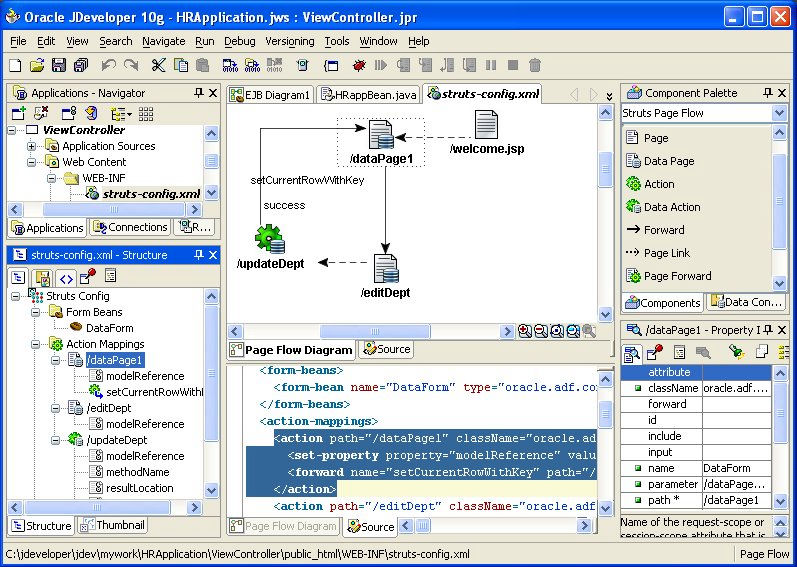 Oracle JDeveloper 10g - HRApplication.jws : ViewController.jpr
File Edit View Search Navigate Run Debug Versioning Tools Window Help
Applications - Navigator
ViewController
Application Sources
Web Content
WEB-INF
struts-config.xml
Applications Connections R...
struts-config.xml - Structure
Struts Config
Form Beans
DataForm
Action Mappings
/dataPage1
modelReference
setCurrentRowWith
/editDept
modelReference
/updateDept
modelReference
methodName
resultLocation
Structure Thumbnail
EJB Diagram1 HRappBean.java struts-config.xml
/dataPage1
/welcome.jsp
setCurrentRowWithKey
success
/updateDept
/editDept
Page Flow Diagram Source
<form-beans>
<form-bean name="DataForm" type="oracle.adf.co
</form-beans>
<action-mappings>
<action path="/dataPage1" className="oracle.ad
<set-property property="modelReference" valu
<forward name="setCurrentRowWithKey" path="/
</action>
<action path="/editDept" className="oracle.adf
Page Flow Diagram Source
Component Palette
Struts Page Flow
Page
Data Page
Action
Data Action
Forward
Page Link
Page Forward
Components Data Con...
/dataPage1 - Property I
attribute
className oracle.adf....
forward
id
include
input
name DataForm
parameter /dataPage...
path * /dataPage1
Name of the request-scope or
session-scope attribute that is
C:\jdeveloper\jdev\mywork\HRApplication\ViewController\public_html\WEB-INF\struts-config.xml Page Flow